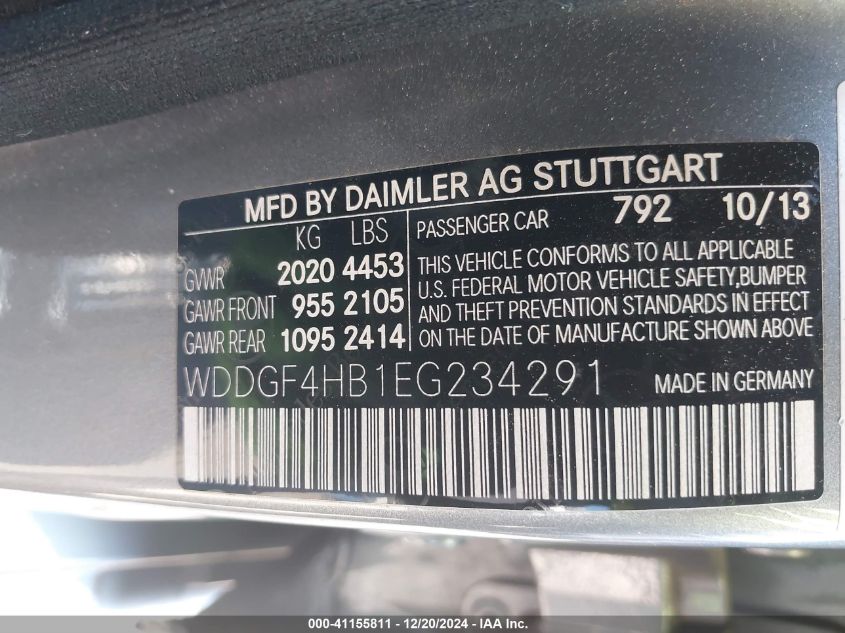 MFD BY DAIMLER AG STUTTGART
KG LBS
GVWR 2020 4453
GAWR FRONT 955 2105
GAWR REAR 1095 2414
PASSENGER CAR 792 10/13
THIS VEHICLE CONFORMS TO ALL APPLICABLE
U.S. FEDERAL MOTOR VEHICLE SAFETY,BUMPER
AND THEFT PREVENTION STANDARDS IN EFFECT
ON THE DATE OF MANUFACTURE SHOWN ABOVE
WDDGF4HB1EG234291 MADE IN GERMANY
000-41155811 - 12/20/2024 - IAA Inc.